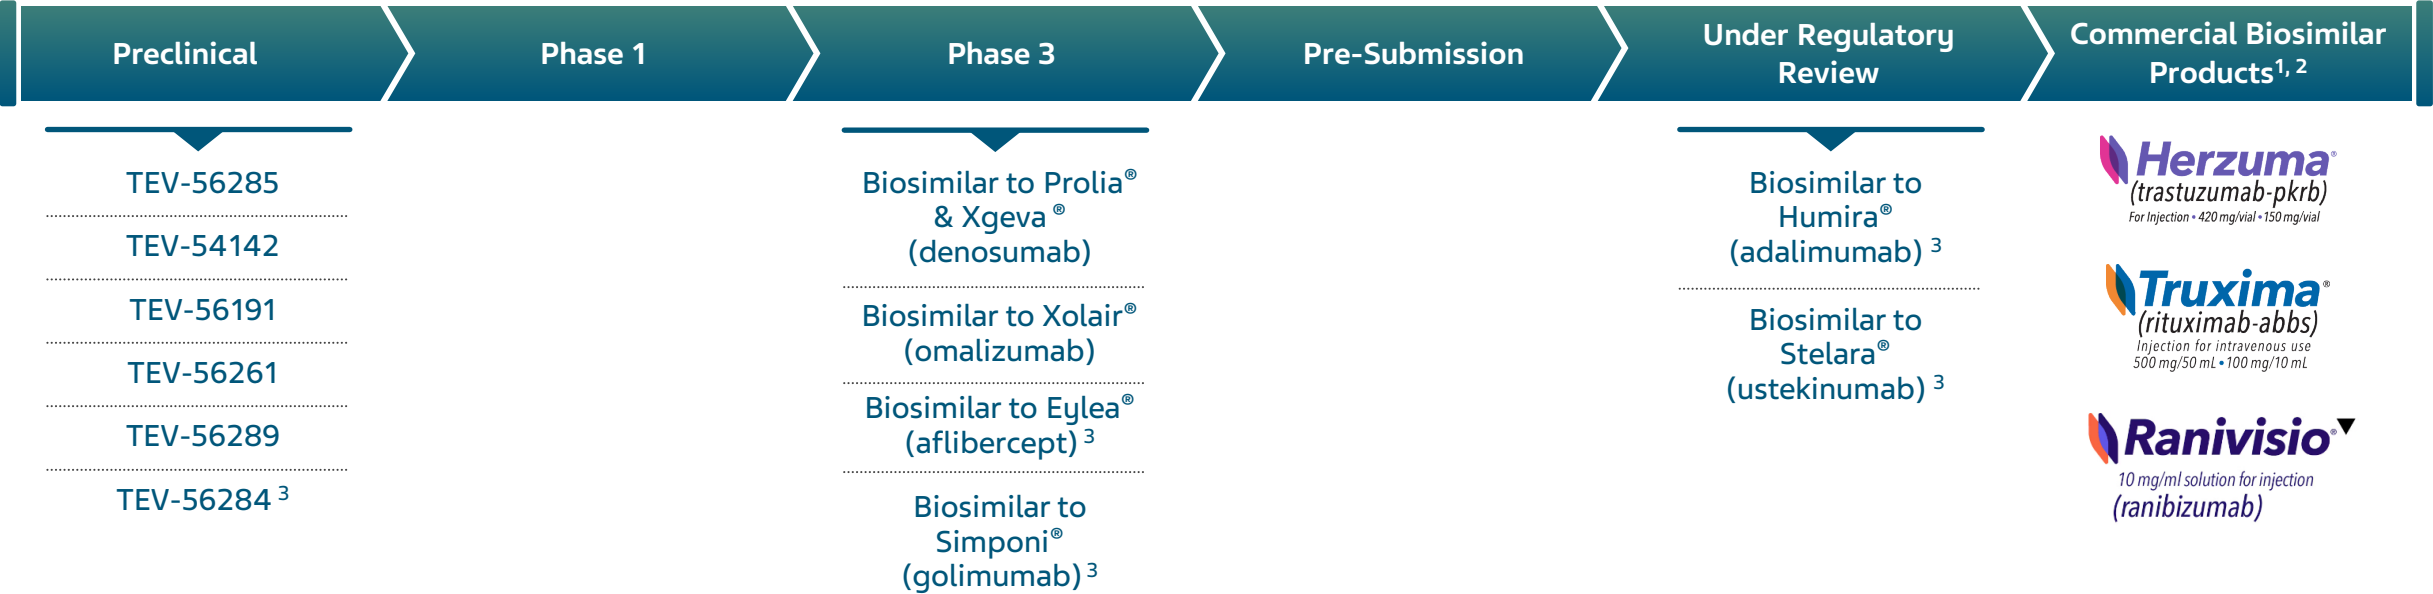 Preclinical
Phase 1
Phase 3
Pre-Submission
Under Regulatory
Review
Commercial Biosimilar
Products1, 2
TEV-56285
TEV-54142
TEV-56191
TEV-56261
TEV-56289
TEV-56284 3
Biosimilar to Prolia®
& Xgeva ®
(denosumab)
Biosimilar to Xolair®
(omalizumab)
Biosimilar to Eylea®
(aflibercept) 3
Biosimilar to
Simponi®
(golimumab) 3
Biosimilar to
Humira®
(adalimumab) 3
Biosimilar to
Stelara®
(ustekinumab) 3
Herzuma®
(trastuzumab-pkrb)
For Injection • 420 mg/vial • 150 mg/vial
Truxima®
(rituximab-abbs)
Injection for intravenous use
500 mg/50 mL • 100 mg/10 mL
Ranivisio®▼
10 mg/ml solution for injection
(ranibizumab)